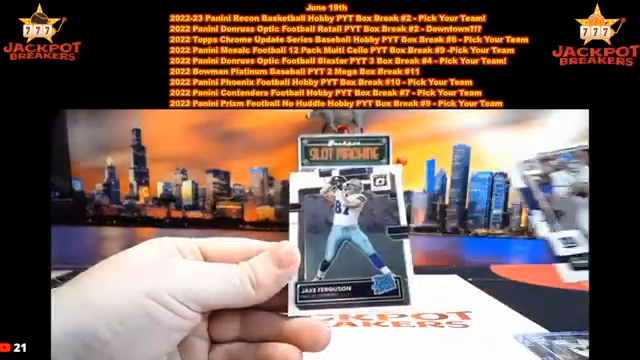 June 19th
2022-23 Panini Recon Basketball Hobby PYT Box Break #2 - Pick Your Team!
2022 Panini Donruss Optic Football Retail PYT Box Break #2 - Downtown?!?
2022 Topps Chrome Update Series Baseball Hobby PYT Box Break #6 - Pick Your Team
2022 Panini Mosaic Football 12 Pack Multi Cello PYT Box Break #9 -Pick Your Team
2022 Panini Donruss Optic Football Blaster PYT 3 Box Break #4 - Pick Your Team!
2022 Bowman Platinum Baseball PYT 2 Mega Box Break #11
2022 Panini Phoenix Football Hobby PYT Box Break #10 - Pick Your Team
2022 Panini Contenders Football Hobby PYT Box Break #7 - Pick Your Team
2022 Panini Prizm Football No Huddle Hobby PYT Box Break #9 - Pick Your Team
777
JACKPOT
BREAKERS
777
JACKPOT
BREAKERS
SLOT MACHINE
JAKE FERGUSON
JACKPOT
BREAKERS
21